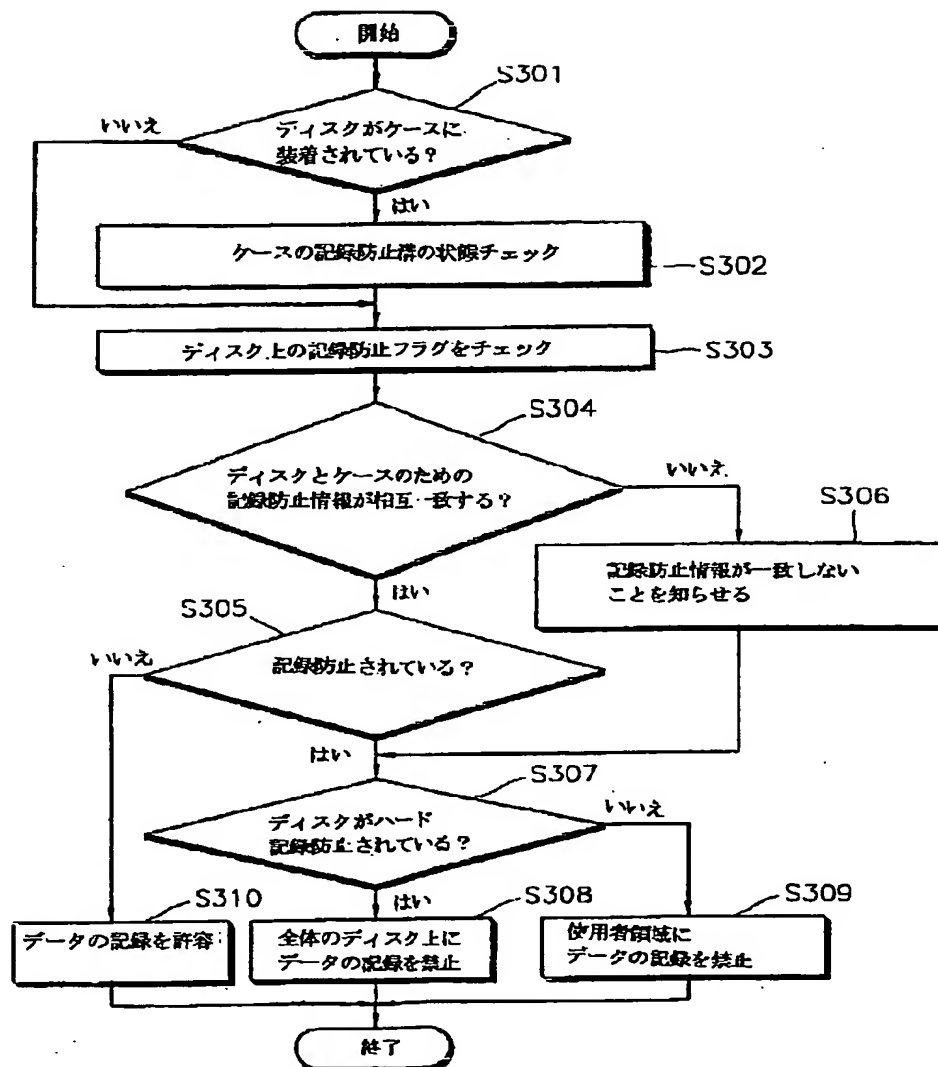 開始
S301
いいえ
ディスクがケースに
装着されている?
はい
ケースの記録防止溝の状態チェック
S302
ディスク上の記録防止フラグをチェック
S303
S304
ディスクとケースのための
記録防止情報が相互一致する?
いいえ
S306
記録防止情報が一致しない
ことを知らせる
はい
S305
いいえ
記録防止されている?
はい
S307
ディスクがハード
記録防止されている?
いいえ
はい
S310
データの記録を許容
S308
全体のディスク上に
データの記録を禁止
S309
使用者領域に
データの記録を禁止
終了